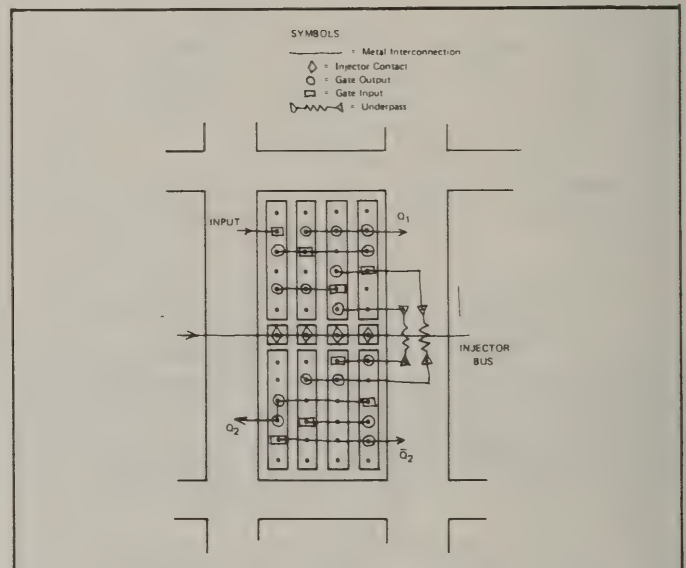 SYMBOLS
= Metal Interconnection
= Injector Contact
= Gate Output
= Gate Input
= Underpass
INPUT
Q1
INJECTOR
BUS
Q2
Q̄2